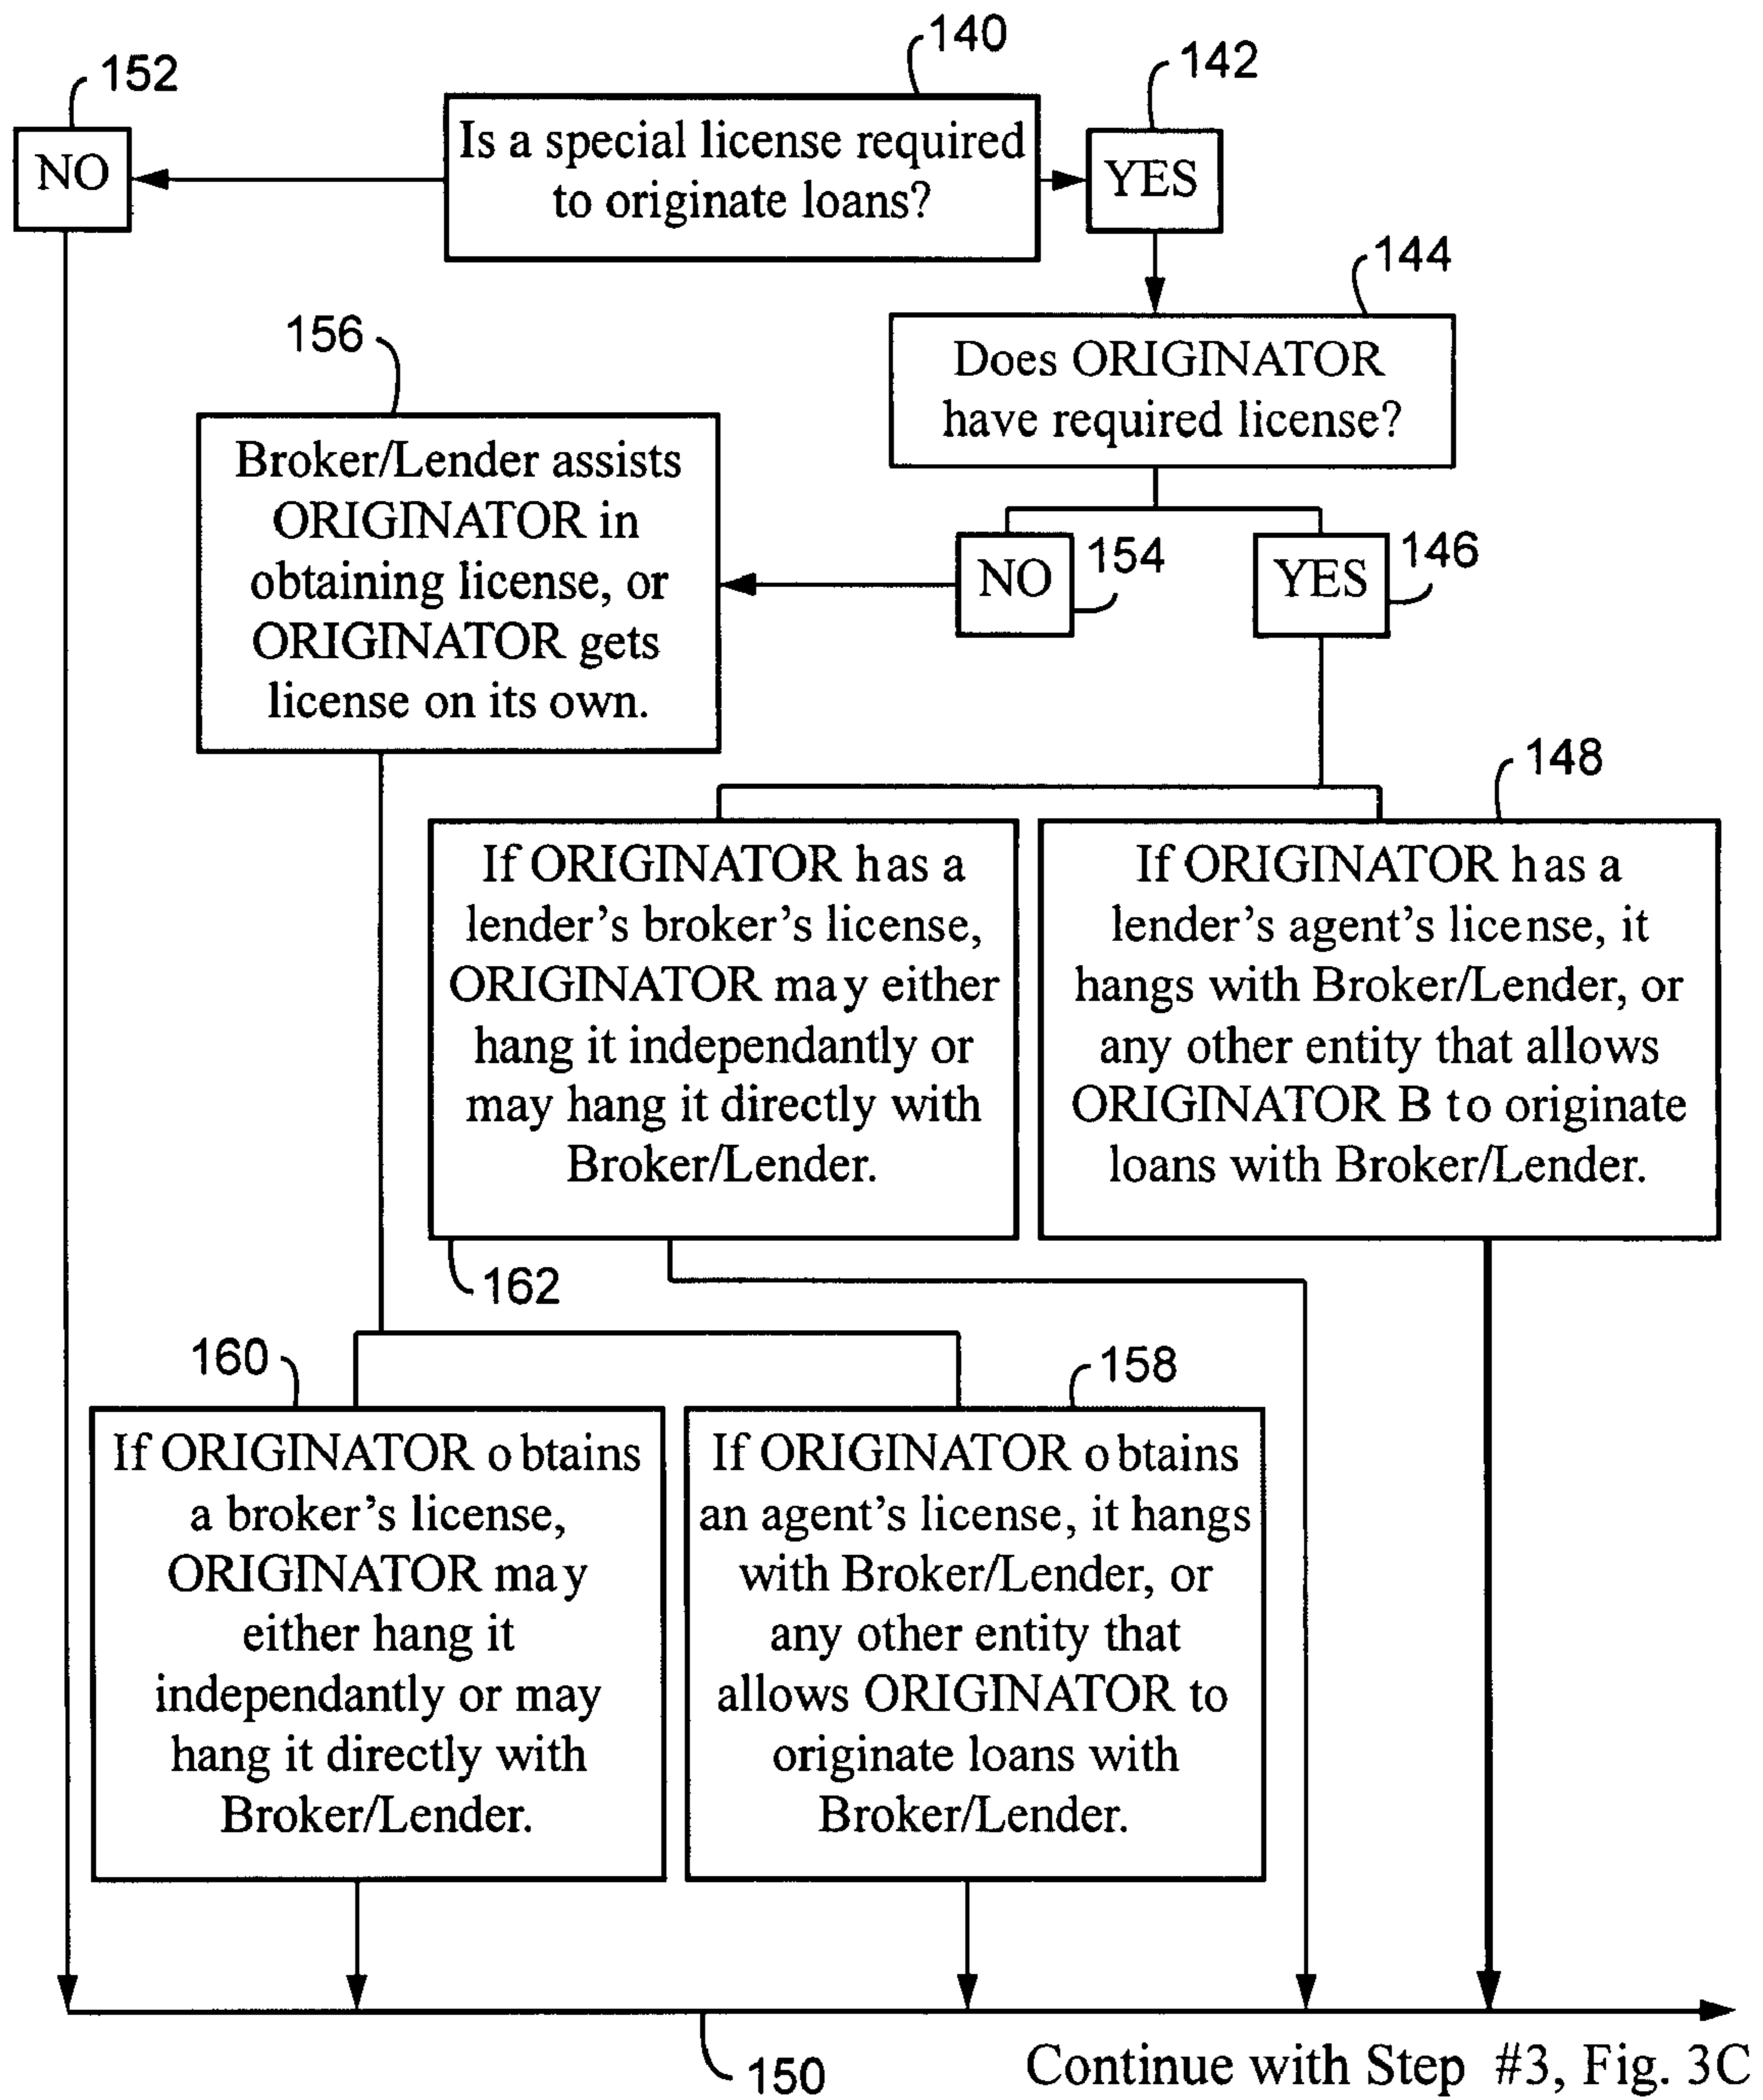 140
152
142
Is a special license required
to originate loans?
NO
YES
144
156
Does ORIGINATOR
have required license?
Broker/Lender assists
ORIGINATOR in
obtaining license, or
ORIGINATOR gets
license on its own.
NO
154
YES
146
148
If ORIGINATOR has a
lender's broker's license,
ORIGINATOR may either
hang it independantly or
may hang it directly with
Broker/Lender.
If ORIGINATOR has a
lender's agent's license, it
hangs with Broker/Lender, or
any other entity that allows
ORIGINATOR B to originate
loans with Broker/Lender.
162
160
158
If ORIGINATOR obtains
a broker's license,
ORIGINATOR may
either hang it
independantly or may
hang it directly with
Broker/Lender.
If ORIGINATOR obtains
an agent's license, it hangs
with Broker/Lender, or
any other entity that
allows ORIGINATOR to
originate loans with
Broker/Lender.
150
Continue with Step #3, Fig. 3C